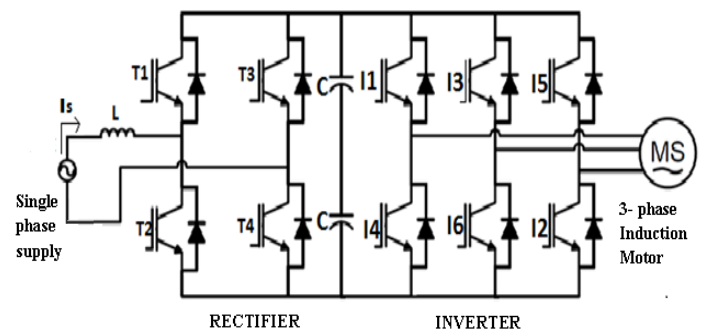 T1
T3
C
I1
I3
I5
Is
L
MS
Single
phase
supply
T2
T4
C
I4
I6
I2
3- phase
Induction
Motor
RECTIFIER
INVERTER